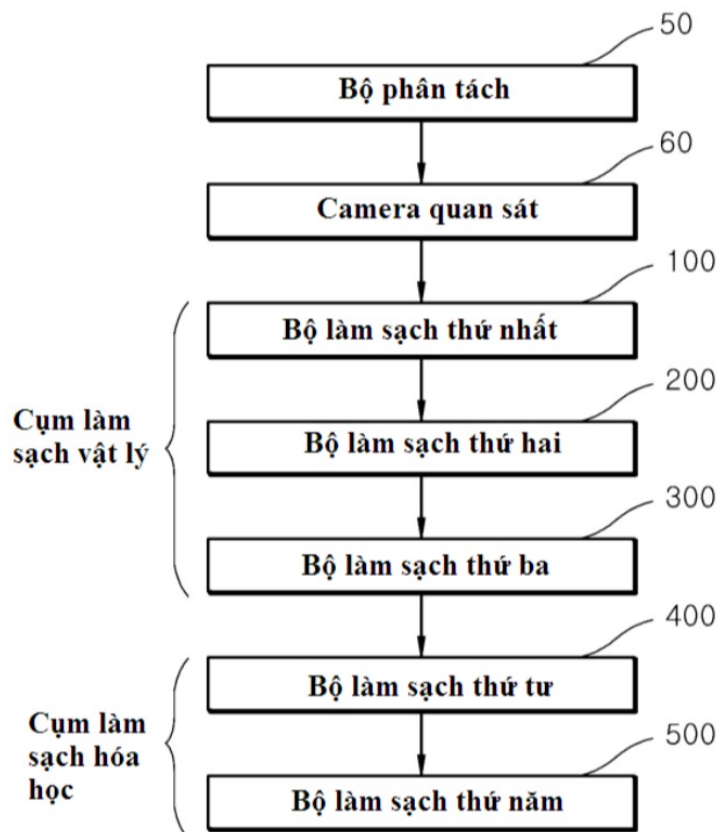 50
Bộ phân tách
60
Camera quan sát
100
Bộ làm sạch thứ nhất
200
Cụm làm
sạch vật lý
Bộ làm sạch thứ hai
300
Bộ làm sạch thứ ba
400
Bộ làm sạch thứ tư
Cụm làm
sạch hóa
học
500
Bộ làm sạch thứ năm